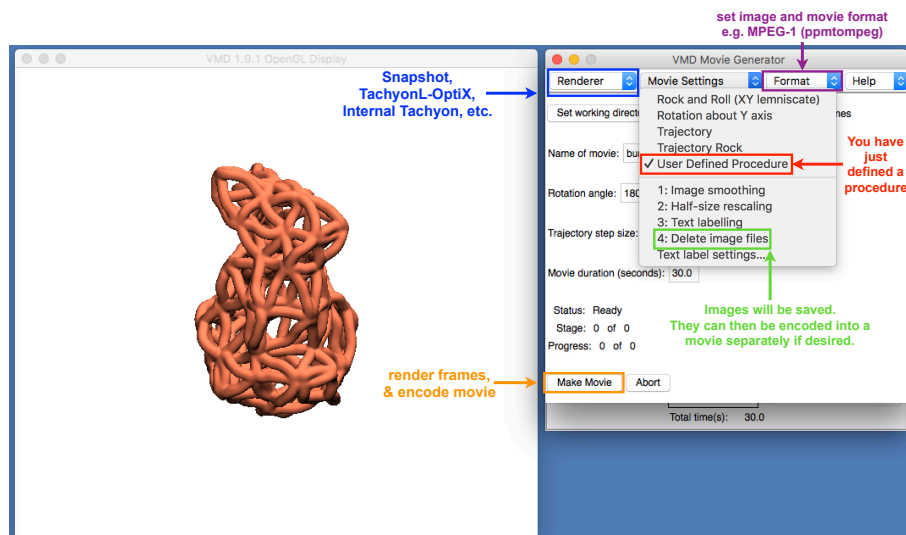 set image and movie format
e.g. MPEG-1 (ppmtompeg)
VMD 1.9.1 OpenGL Display
VMD Movie Generator
Snapshot,
TachyonL-OptiX,
Internal Tachyon, etc.
Renderer
Movie Settings
Format
Help
Rock and Roll (XY lemniscate)
Rotation about Y axis
Trajectory
Trajectory Rock
✓ User Defined Procedure
1: Image smoothing
2: Half-size rescaling
3: Text labelling
4: Delete image files
Text label settings...
You have
just
defined a
procedure
Set working
Name of movie:
Rotation angle: 180
Trajectory step size:
Movie duration (seconds): 30.0
Images will be saved.
They can then be encoded into a
movie separately if desired.
Status: Ready
Stage: 0 of 0
Progress: 0 of 0
render frames,
& encode movie
Make Movie
Abort
Total time(s): 30.0